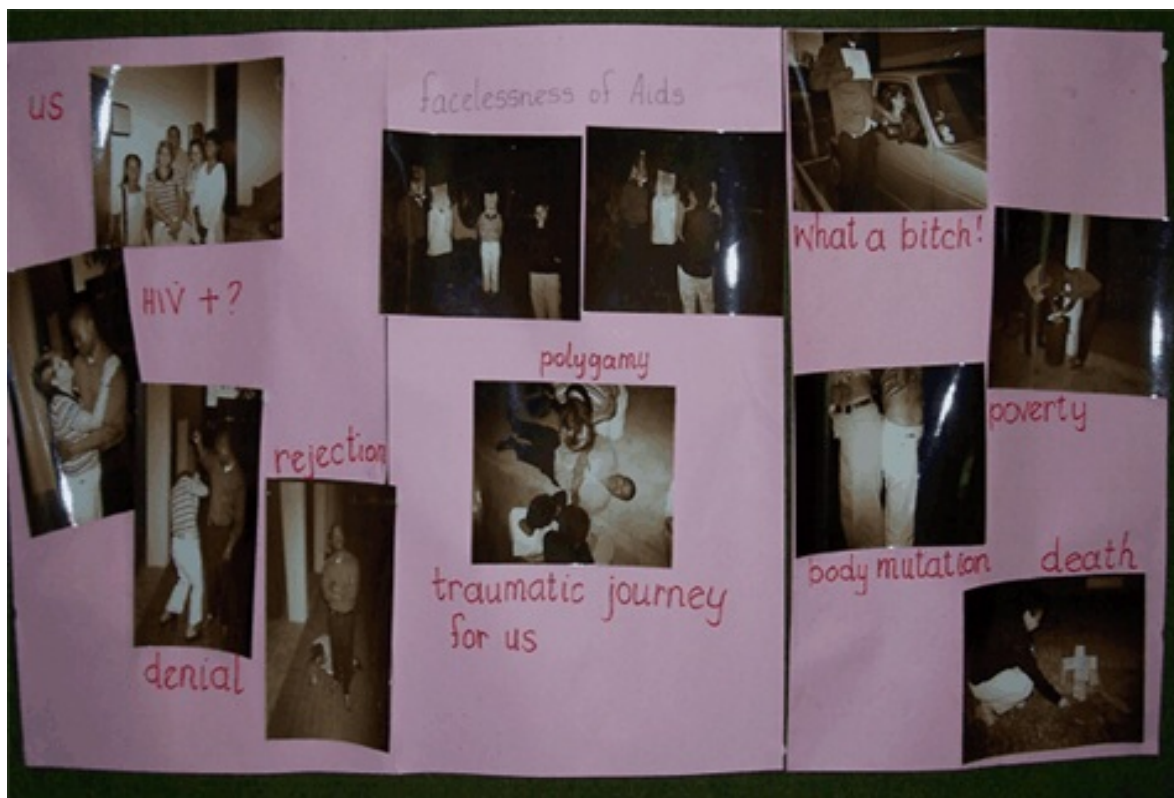 us
HIV +?
rejection
denial
facelessness of Aids
polygamy
traumatic journey
for us
what a bitch!
poverty
body mutation
death